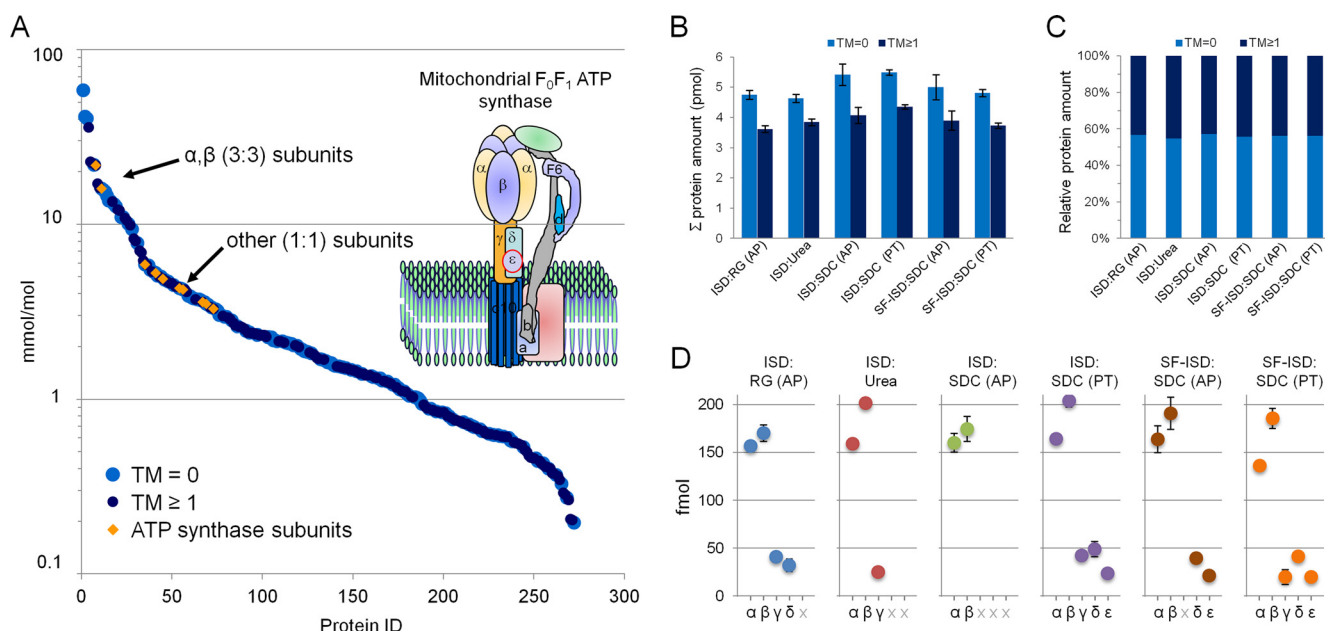 A
100
10
1
0.1
mmol/mol
0
50
100
150
200
250
300
Protein ID
α,β (3:3) subunits
other (1:1) subunits
TM = 0
TM ≥ 1
ATP synthase subunits
Mitochondrial F0F1 ATP
synthase
α
β
α
F6
d
γ
δ
ε
c10
b
a
B
TM=0
TM≥1
Σ protein amount (pmol)
6
5
4
3
2
1
0
ISD:RG (AP)
ISD:Urea
ISD:SDC (AP)
ISD:SDC (PT)
SF-ISD:SDC (AP)
SF-ISD:SDC (PT)
C
TM=0
TM≥1
Relative protein amount
100%
80%
60%
40%
20%
0%
ISD:RG (AP)
ISD:Urea
ISD:SDC (AP)
ISD:SDC (PT)
SF-ISD:SDC (AP)
SF-ISD:SDC (PT)
D
ISD:
RG (AP)
ISD:
Urea
ISD:
SDC (AP)
ISD:
SDC (PT)
SF-ISD:
SDC (AP)
SF-ISD:
SDC (PT)
fmol
200
150
100
50
0
α β γ δ x
α β γ x x
α β x x x
α β γ δ ε
α β x δ ε
α β γ δ ε